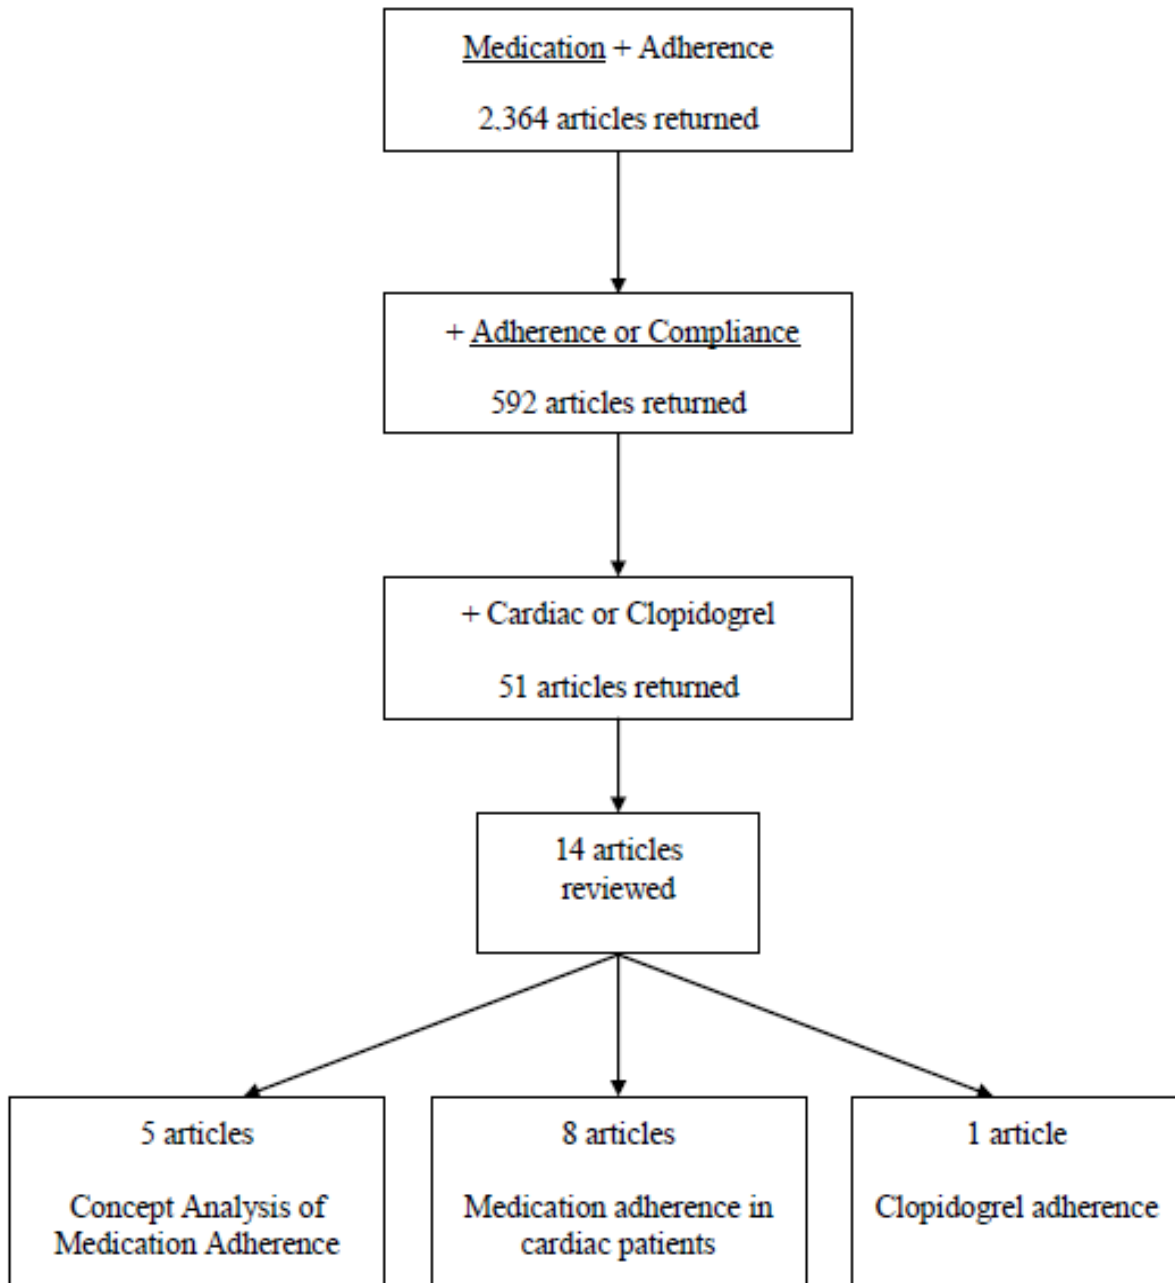 Medication + Adherence
2,364 articles returned
+ Adherence or Compliance
592 articles returned
+ Cardiac or Clopidogrel
51 articles returned
14 articles
reviewed
5 articles
Concept Analysis of
Medication Adherence
8 articles
Medication adherence in
cardiac patients
1 article
Clopidogrel adherence